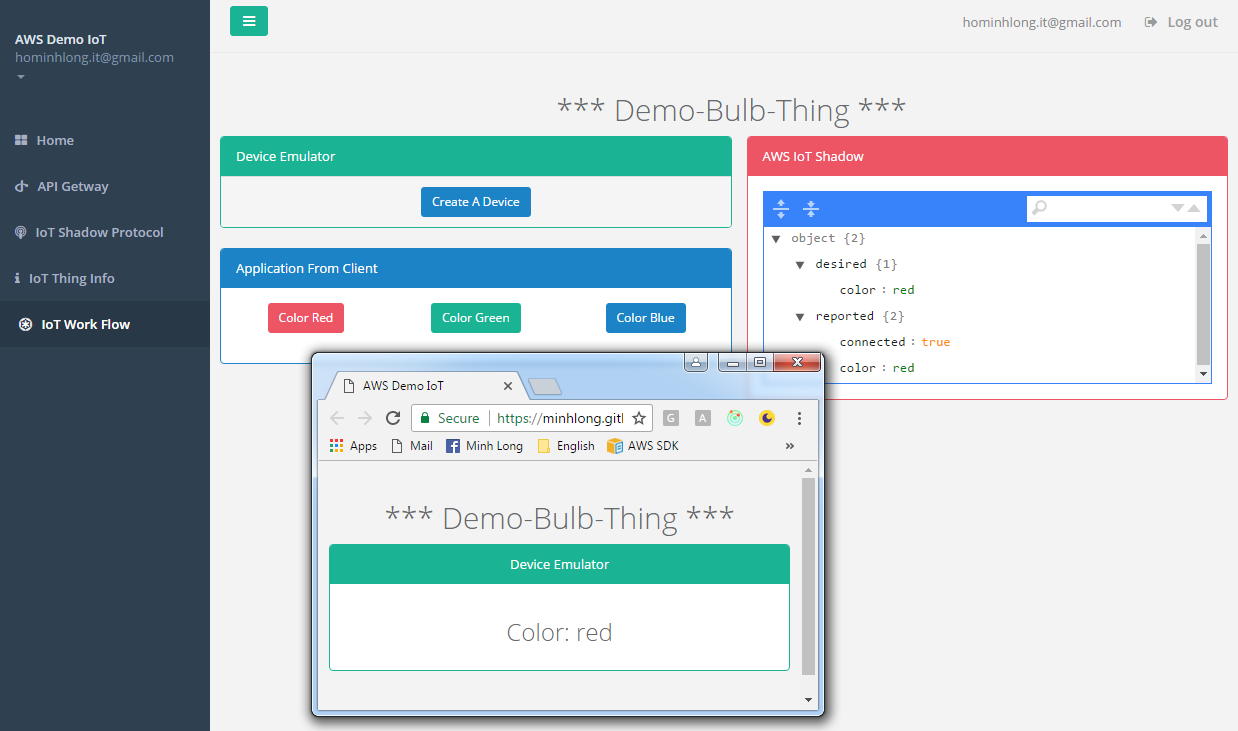 AWS Demo IoT
hominhlong.it@gmail.com
Home
API Getway
IoT Shadow Protocol
IoT Thing Info
IoT Work Flow
hominhlong.it@gmail.com
Log out
*** Demo-Bulb-Thing ***
Device Emulator
Create A Device
Application From Client
Color Red
Color Green
Color Blue
AWS IoT Shadow
object {2}
desired {1}
color : red
reported {2}
connected : true
color : red
AWS Demo IoT
Secure
https://minhlong.gitl
G
A
Apps
Mail
Minh Long
English
AWS SDK
»
*** Demo-Bulb-Thing ***
Device Emulator
Color: red